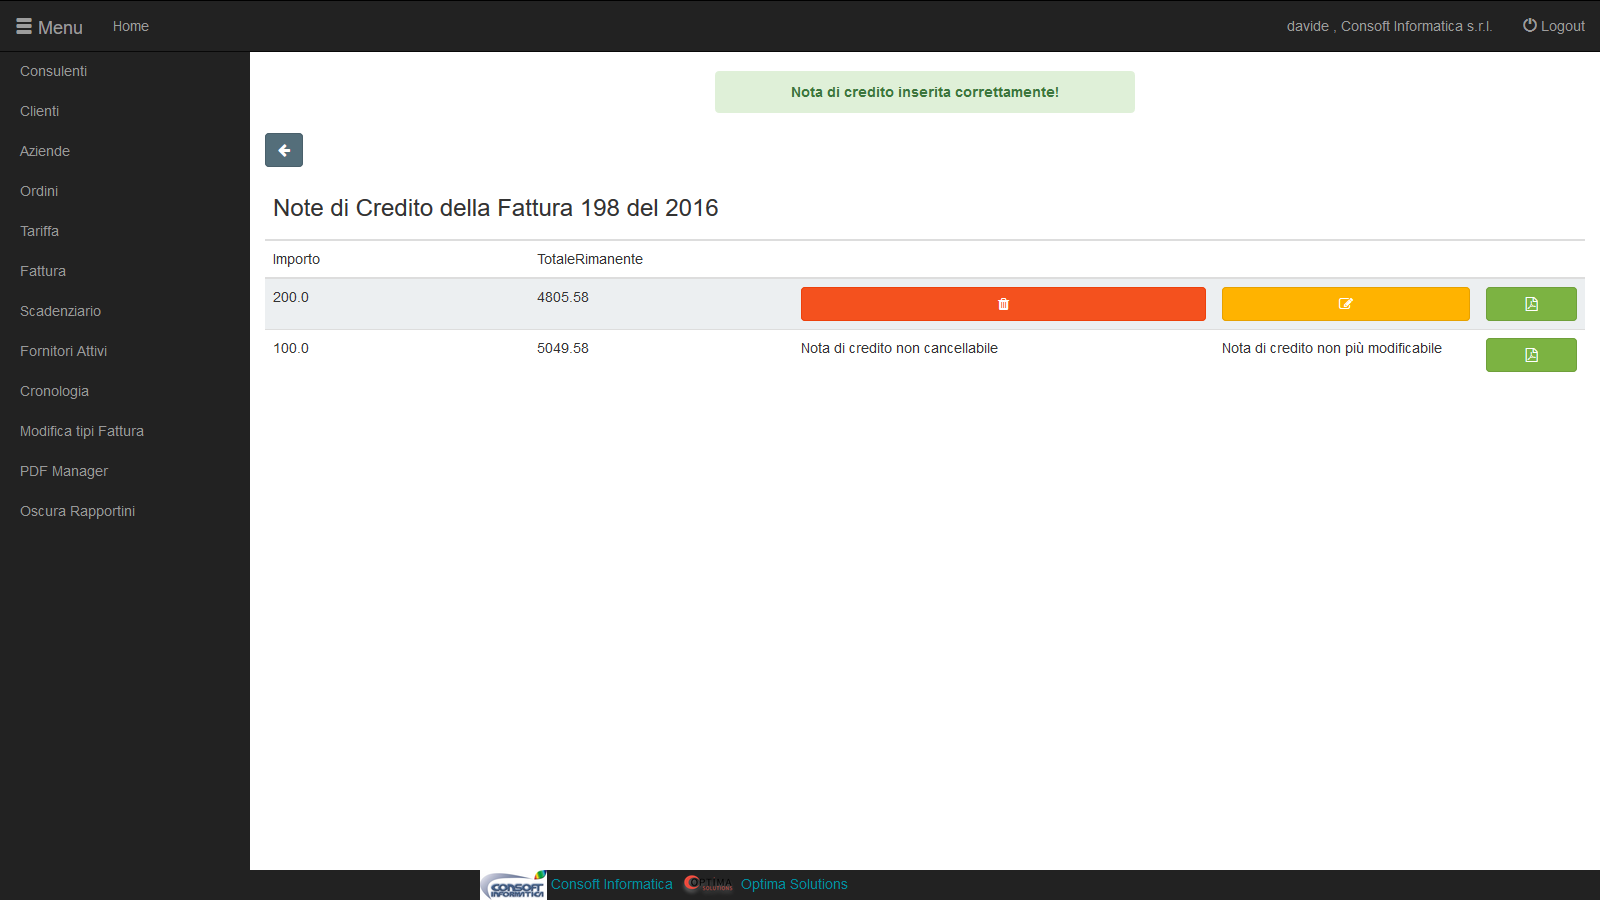 Menu Home davide , Consoft Informatica s.r.l. Logout
Consulenti
Clienti
Aziende
Ordini
Tariffa
Fattura
Scadenziario
Fornitori Attivi
Cronologia
Modifica tipi Fattura
PDF Manager
Oscura Rapportini
Nota di credito inserita correttamente!
Note di Credito della Fattura 198 del 2016
Importo TotaleRimanente
200.0 4805.58
100.0 5049.58 Nota di credito non cancellabile Nota di credito non più modificabile
CONSOFT
INFORMATICA
Consoft Informatica
OPTIMA
SOLUTIONS
Optima Solutions